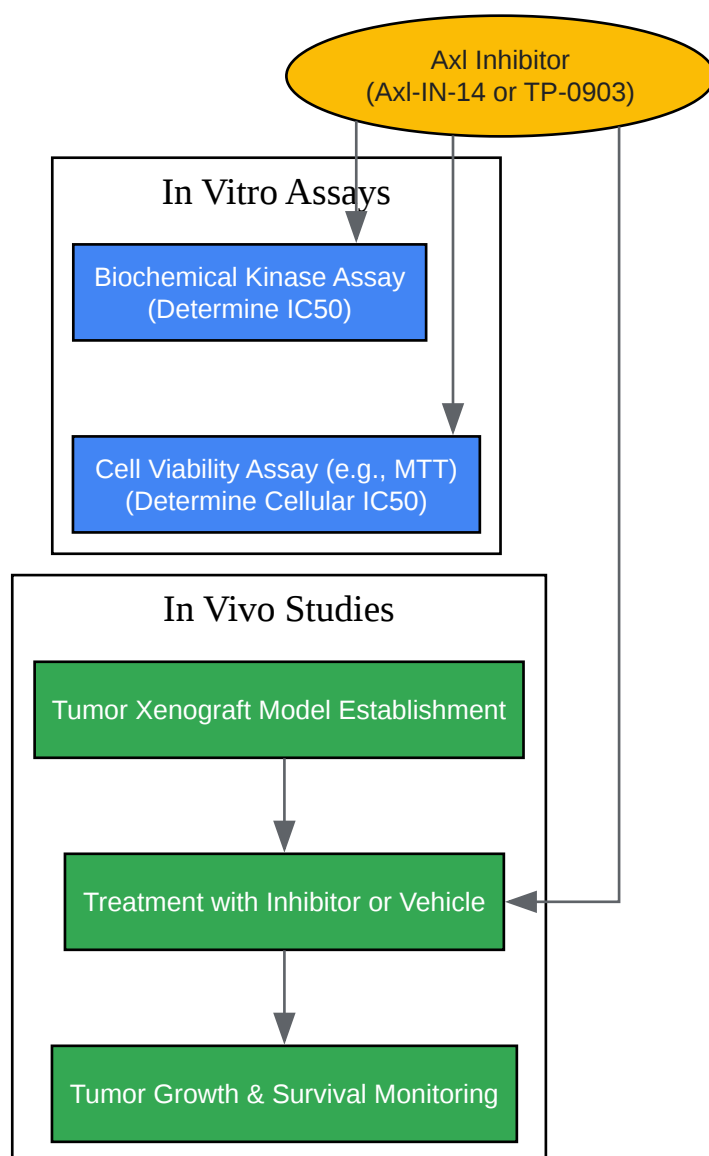 Axl Inhibitor
(Axl-IN-14 or TP-0903)
In Vitro Assays
Biochemical Kinase Assay
(Determine IC50)
Cell Viability Assay (e.g., MTT)
(Determine Cellular IC50)
In Vivo Studies
Tumor Xenograft Model Establishment
Treatment with Inhibitor or Vehicle
Tumor Growth & Survival Monitoring